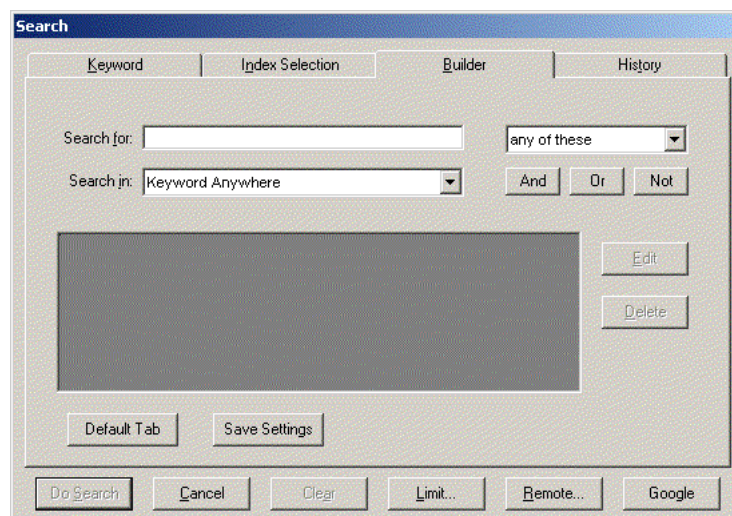 Search
Keyword Index Selection Builder History
Search for: any of these
Search in: Keyword Anywhere And Or Not
Edit
Delete
Default Tab Save Settings
Do Search Cancel Clear Limit... Remote... Google